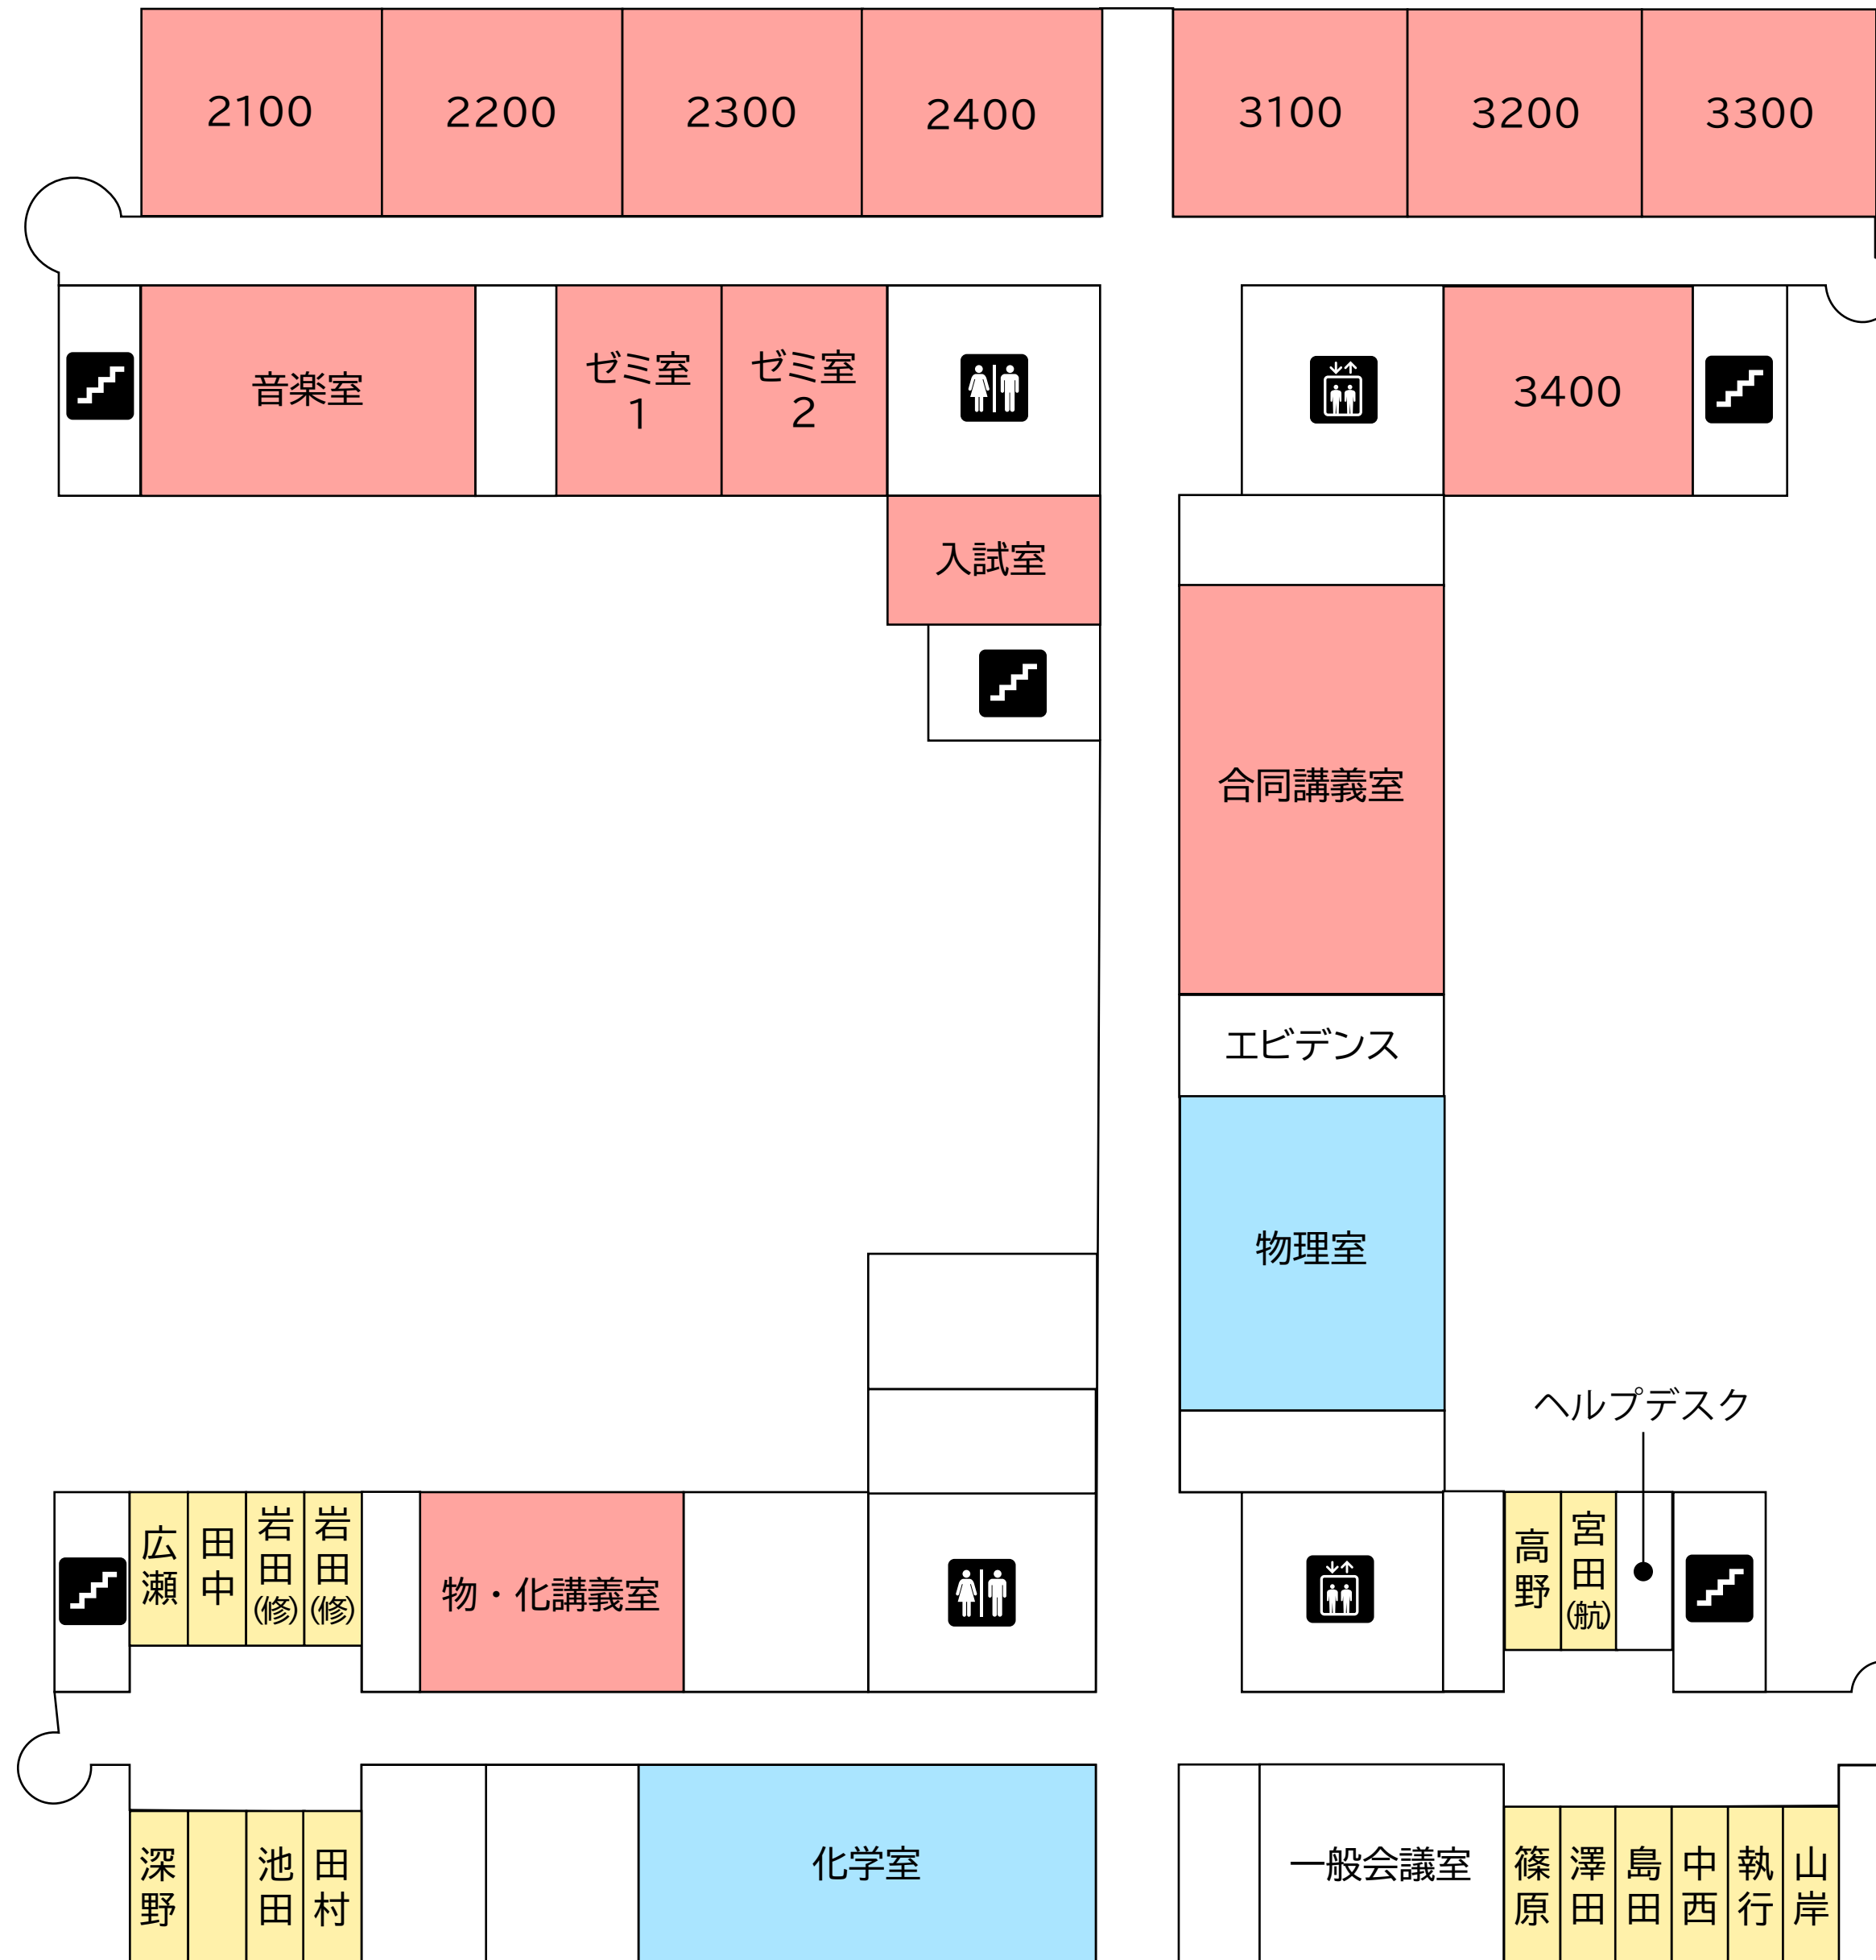 2100
2200
2300
2400
3100
3200
3300
音楽室
ゼミ室
1
ゼミ室
2
3400
入試室
合同講義室
エビデンス
物理室
ヘルプデスク
広瀬
田中
岩田(修)
岩田(修)
物・化講義室
高野
宮田(航)
深野
池田
田村
化学室
一般会議室
篠原
澤田
島田
中西
執行
山岸